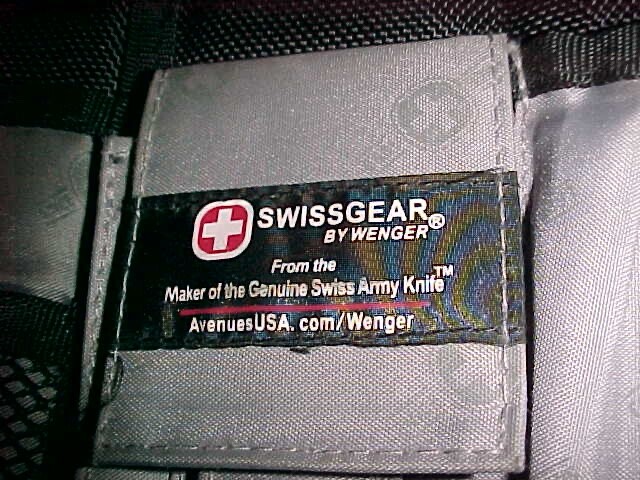 SWISSGEAR®
BY WENGER
From the
Maker of the Genuine Swiss Army Knife™
AvenuesUSA. com/Wenger